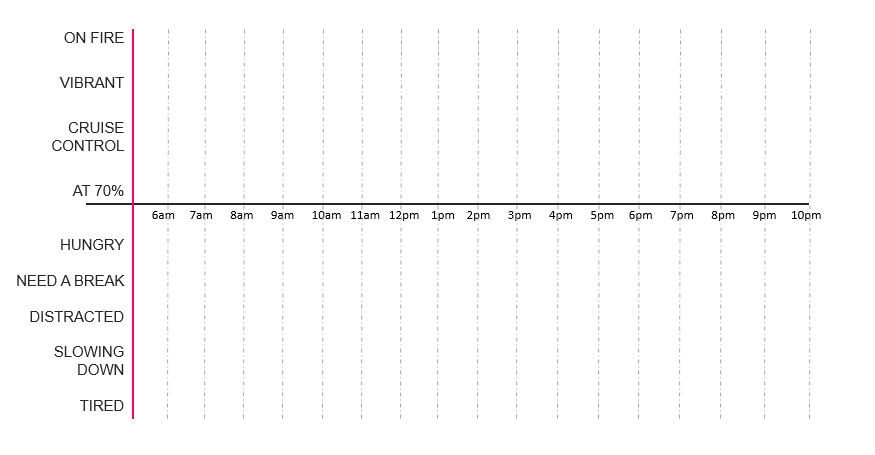 ON FIRE
VIBRANT
CRUISE
CONTROL
AT 70%
6am 7am 8am 9am 10am 11am 12pm 1pm 2pm 3pm 4pm 5pm 6pm 7pm 8pm 9pm 10pm
HUNGRY
NEED A BREAK
DISTRACTED
SLOWING
DOWN
TIRED